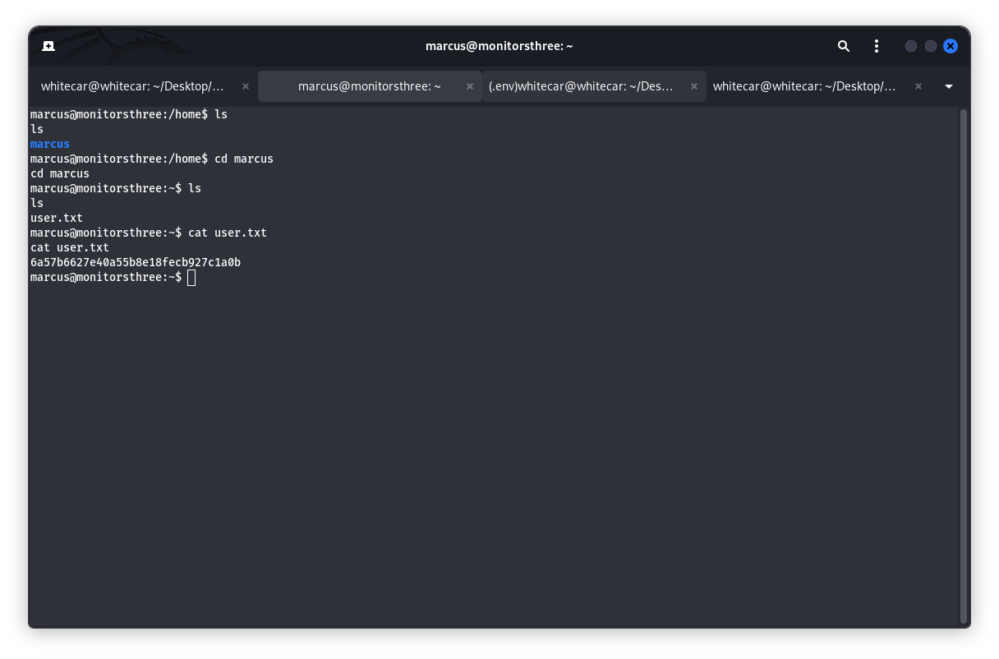 marcus@monitorsthree: ~
whitecar@whitecar: ~/Desktop/...
marcus@monitorsthree: ~
(.env)whitecar@whitecar: ~/Des...
whitecar@whitecar: ~/Desktop/...
marcus@monitorsthree:/home$ ls
ls
marcus
marcus@monitorsthree:/home$ cd marcus
cd marcus
marcus@monitorsthree:~$ ls
ls
user.txt
marcus@monitorsthree:~$ cat user.txt
cat user.txt
6a57b6627e40a55b8e18fecb927c1a0b
marcus@monitorsthree:~$